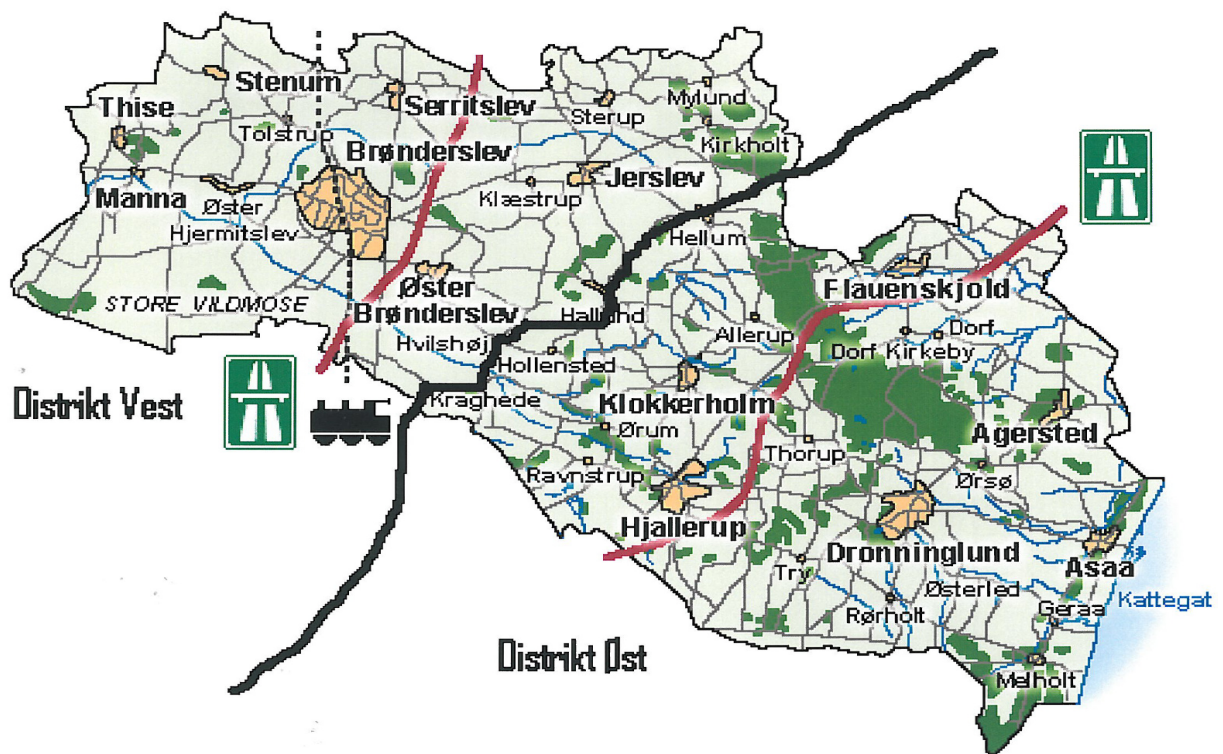 Stenum
Thise
Tolstrup
Serritslev
Sterup
Mylund
Kirkholt
Brønderslev
Jerslev
Manna
Øster
Hjermitslev
Klæstrup
Hellum
STORE VILDMOSE
Øster
Brønderslev
Hallund
Hvilshøj
Flauenskjold
Allerup
Dorf
Dorf Kirkeby
Hollensted
Distrikt Vest
Kraghede
Klokkerholm
Ørum
Agersted
Thorup
Ravnstrup
Ørsø
Hjallerup
Dronninglund
Asaa
Try
Østerled
Kattegat
Rørholt
Geraa
Distrikt Øst
Melholt